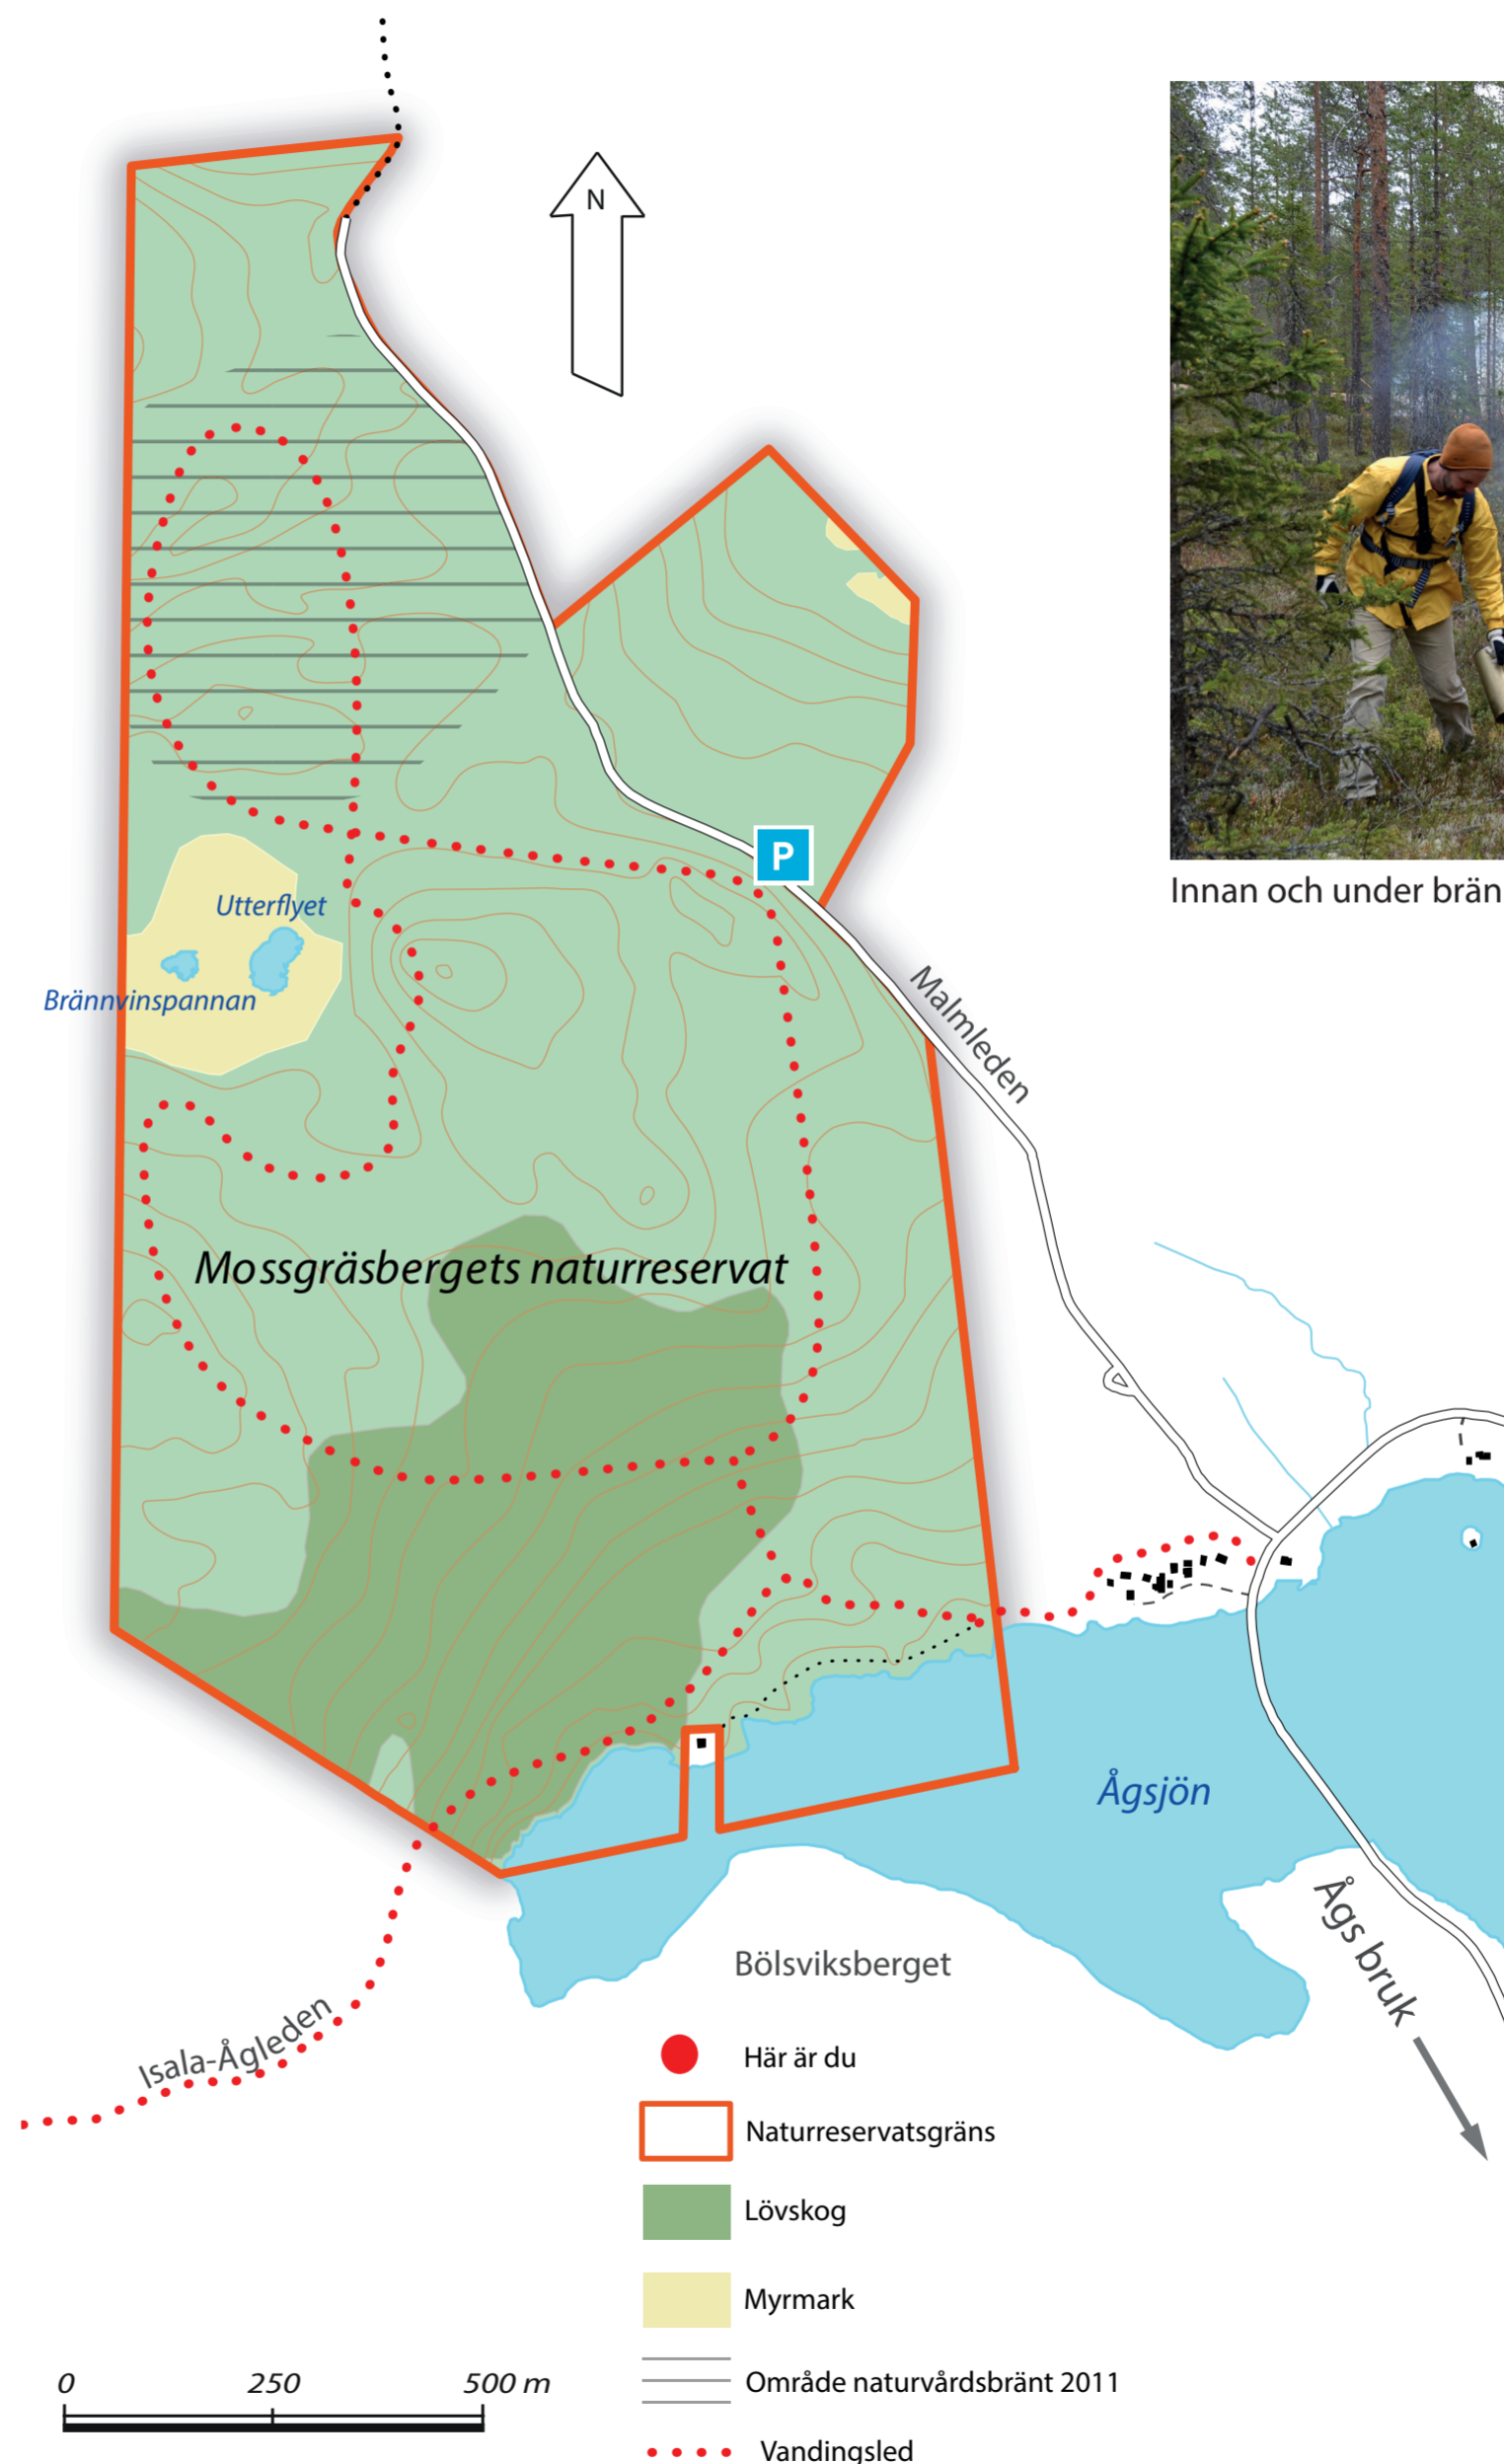 N
Innan och under brän
P
Utterflyet
Brännvinspannan
Malmleden
Mossgräsbergets naturreservat
Ågsjön
Ågs bruk
Bölsviksberget
Isala-Ågleden
Här är du
Naturreservatsgräns
Lövskog
Myrmark
0 250 500 m
Område naturvårdsbränt 2011
Vandingsled